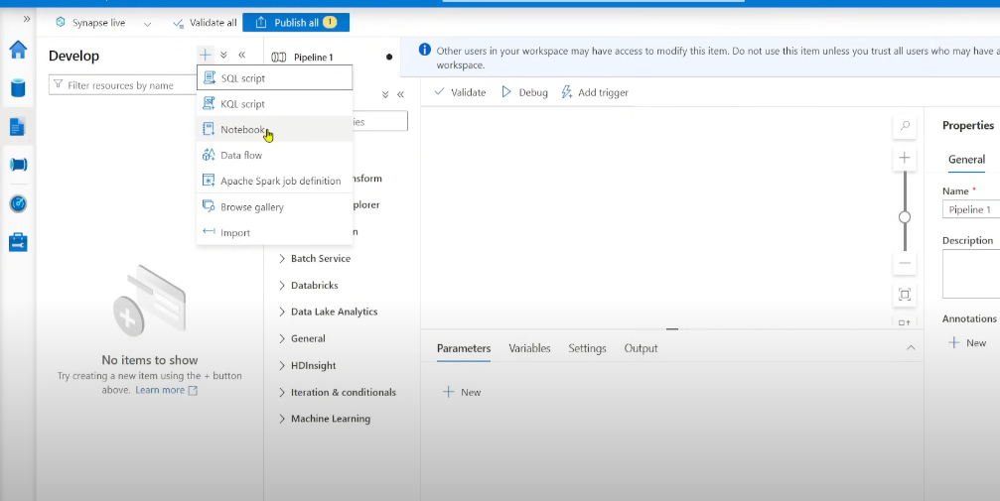 Synapse live
Validate all
Publish all 1
Develop
Filter resources by name
SQL script
KQL script
Notebook
Data flow
Apache Spark job definition
Browse gallery
Import
No items to show
Try creating a new item using the + button
above. Learn more
Pipeline 1
ies
nsform
plorer
n
Batch Service
Databricks
Data Lake Analytics
General
HDInsight
Iteration & conditionals
Machine Learning
Other users in your workspace may have access to modify this item. Do not use this item unless you trust all users who may have a
workspace.
Validate
Debug
Add trigger
Parameters
Variables
Settings
Output
New
Properties
General
Name *
Pipeline 1
Description
Annotations
New